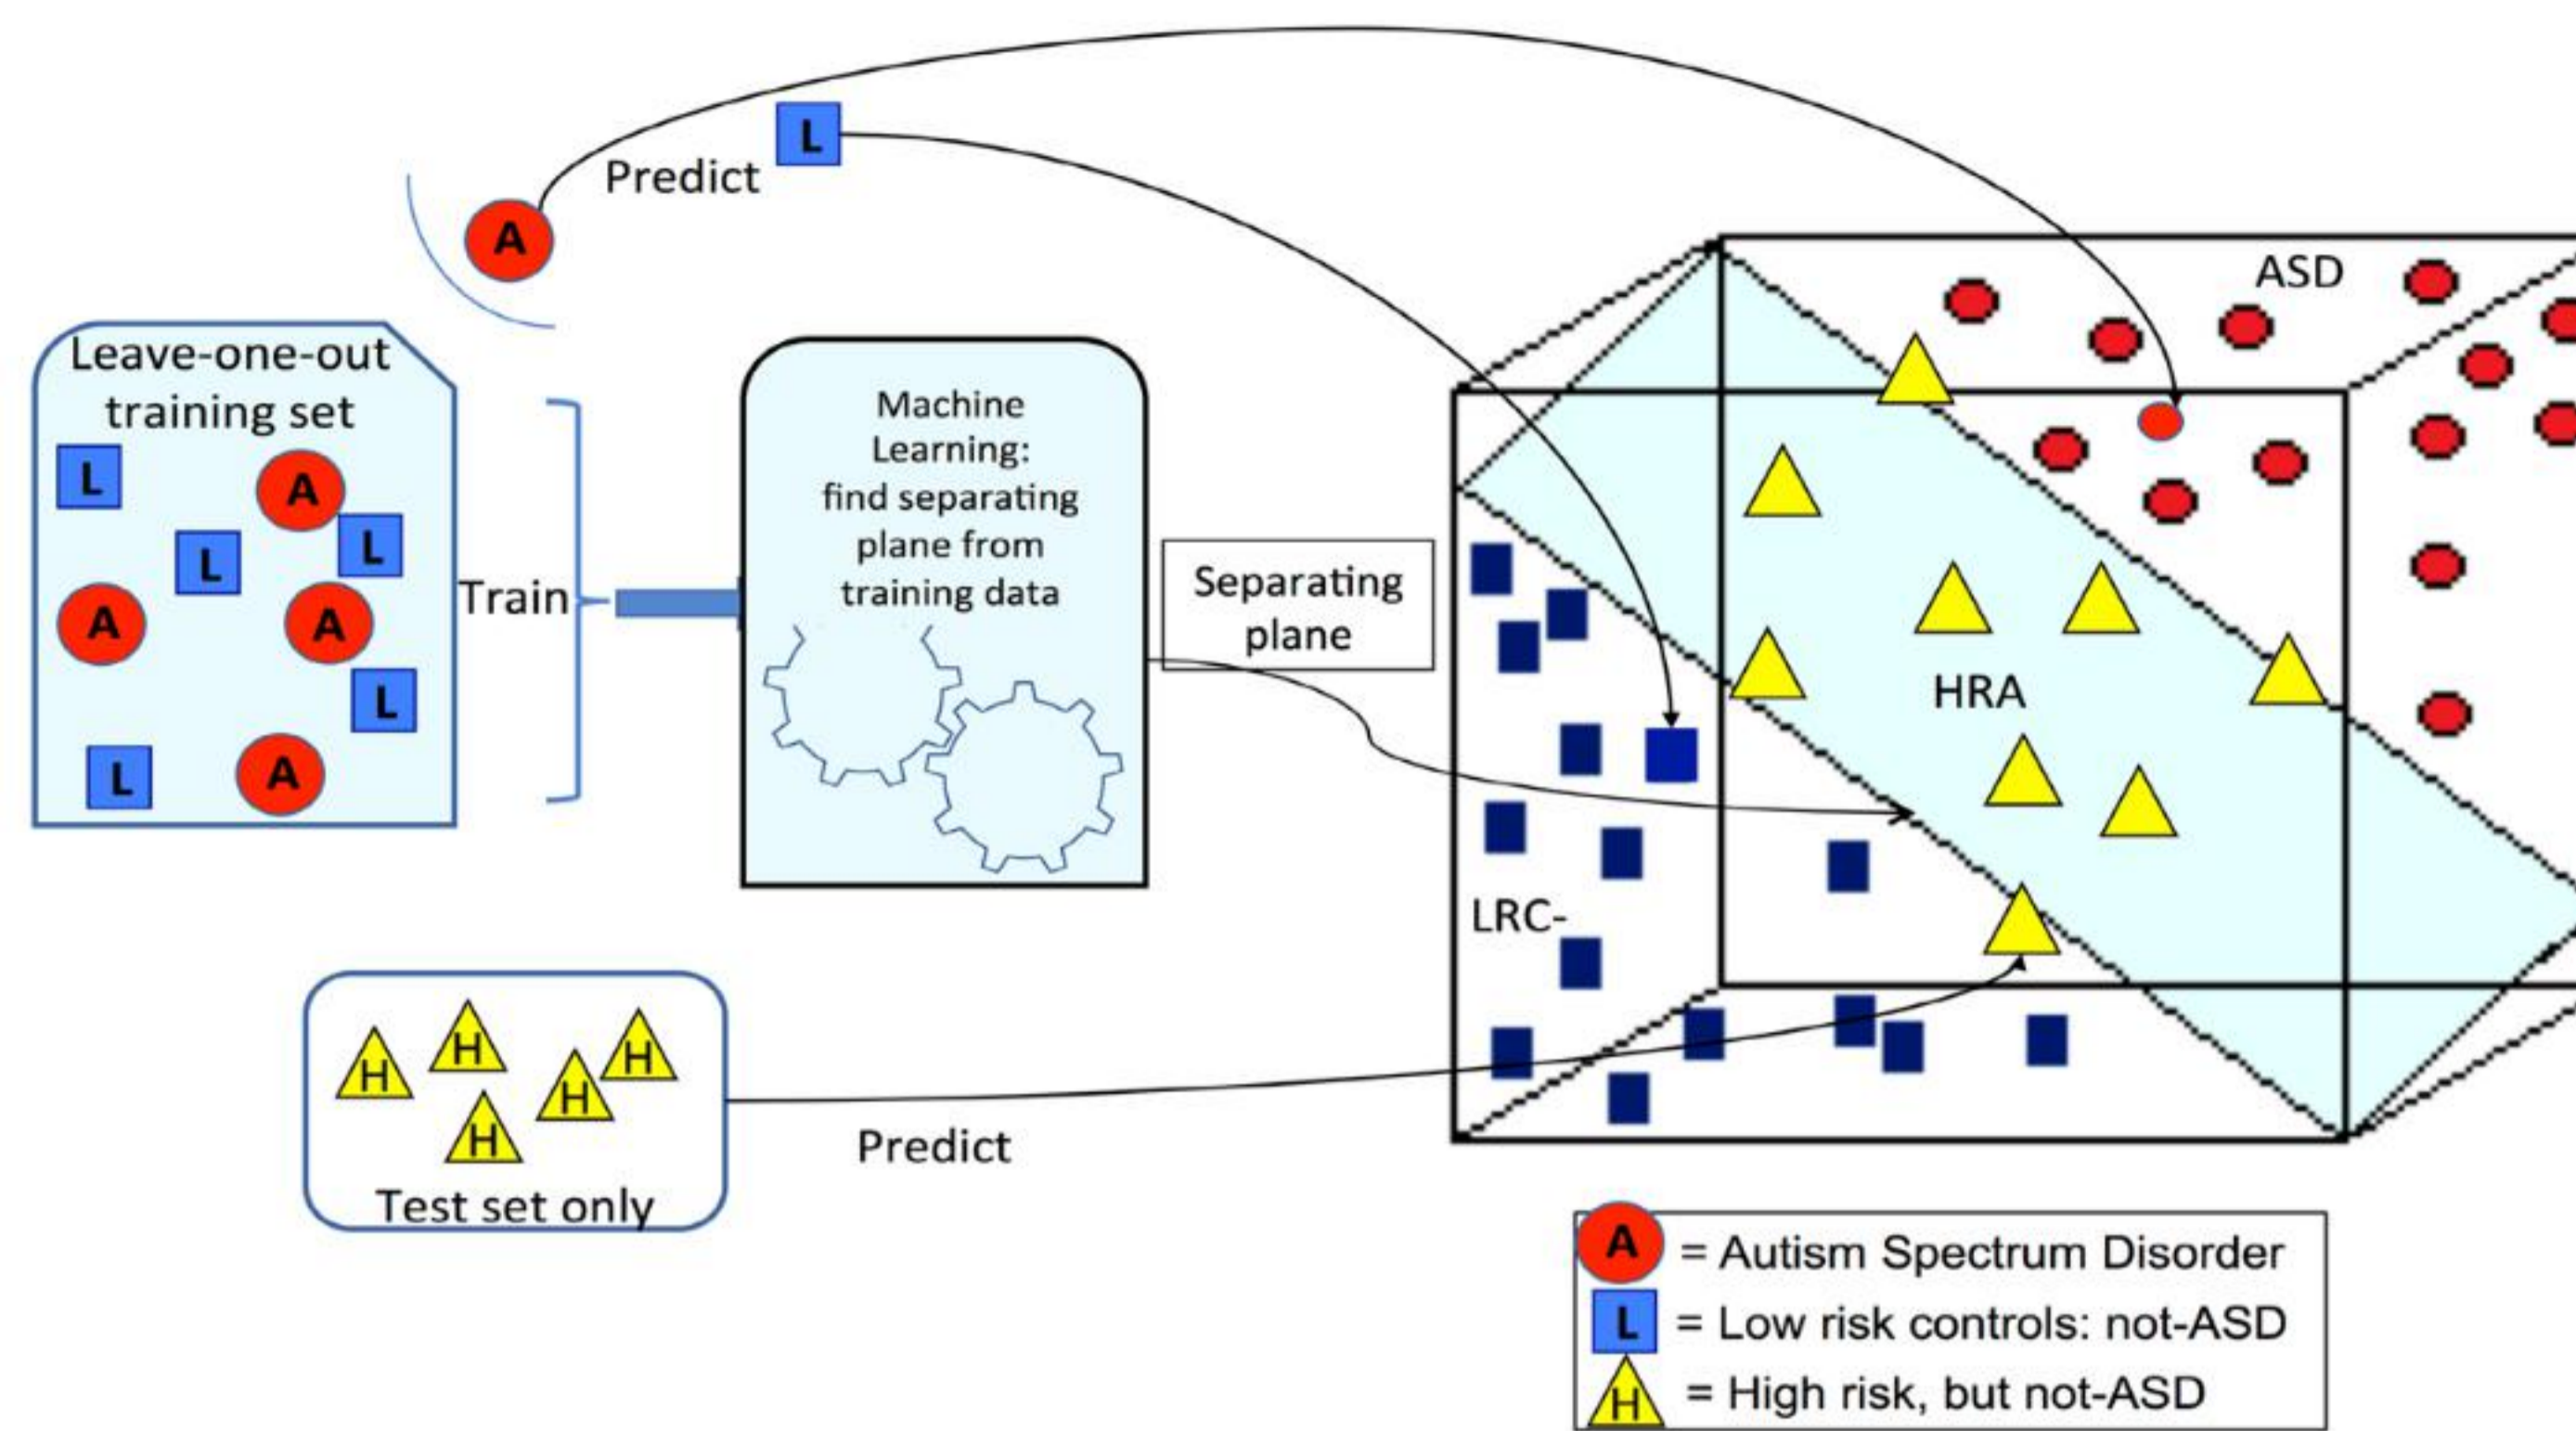 L
Predict
A
Leave-one-out
training set
L
A
L
L
A
A
L
L
A
Train
Machine
Learning:
find separating
plane from
training data
Separating
plane
ASD
HRA
LRC-
H
H
H
H
H
Test set only
Predict
A = Autism Spectrum Disorder
L = Low risk controls: not-ASD
H = High risk, but not-ASD